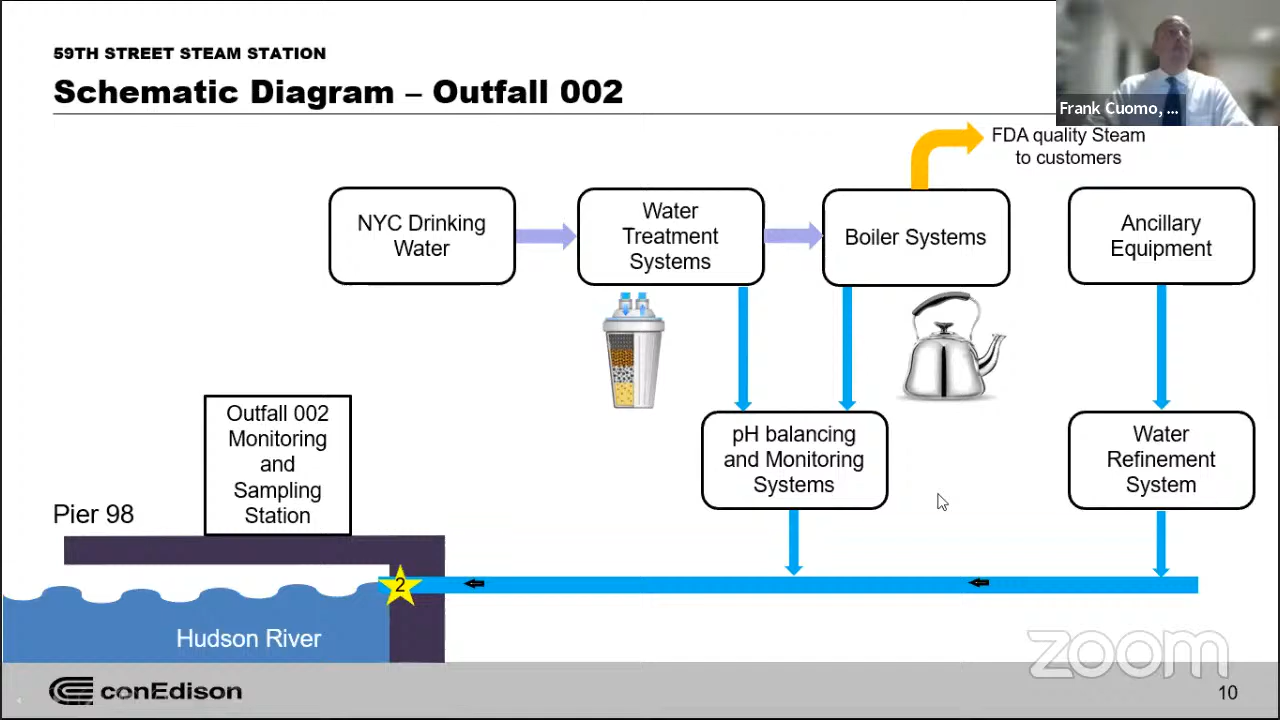 59TH STREET STEAM STATION
Schematic Diagram – Outfall 002
Frank Cuomo, ...
FDA quality Steam
to customers
NYC Drinking
Water
Water
Treatment
Systems
Boiler Systems
Ancillary
Equipment
Outfall 002
Monitoring
and
Sampling
Station
pH balancing
and Monitoring
Systems
Water
Refinement
System
Pier 98
2
Hudson River
zoom
conEdison
10